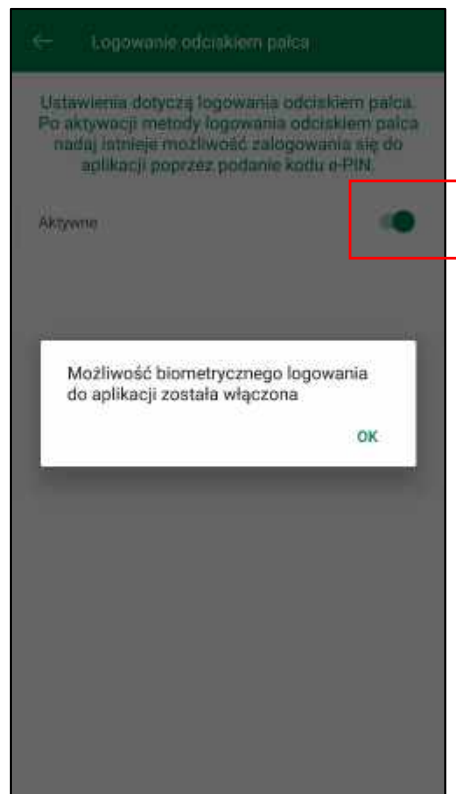 Logowanie odciskiem palca
Ustawienia dotyczą logowania odciskiem palca.
Po aktywacji metody logowania odciskiem palca
nadaj istnieje możliwość zalogowania się do
aplikacji poprzez podanie kodu e-PIN.
Aktywne
Możliwość biometrycznego logowania
do aplikacji została włączona
OK